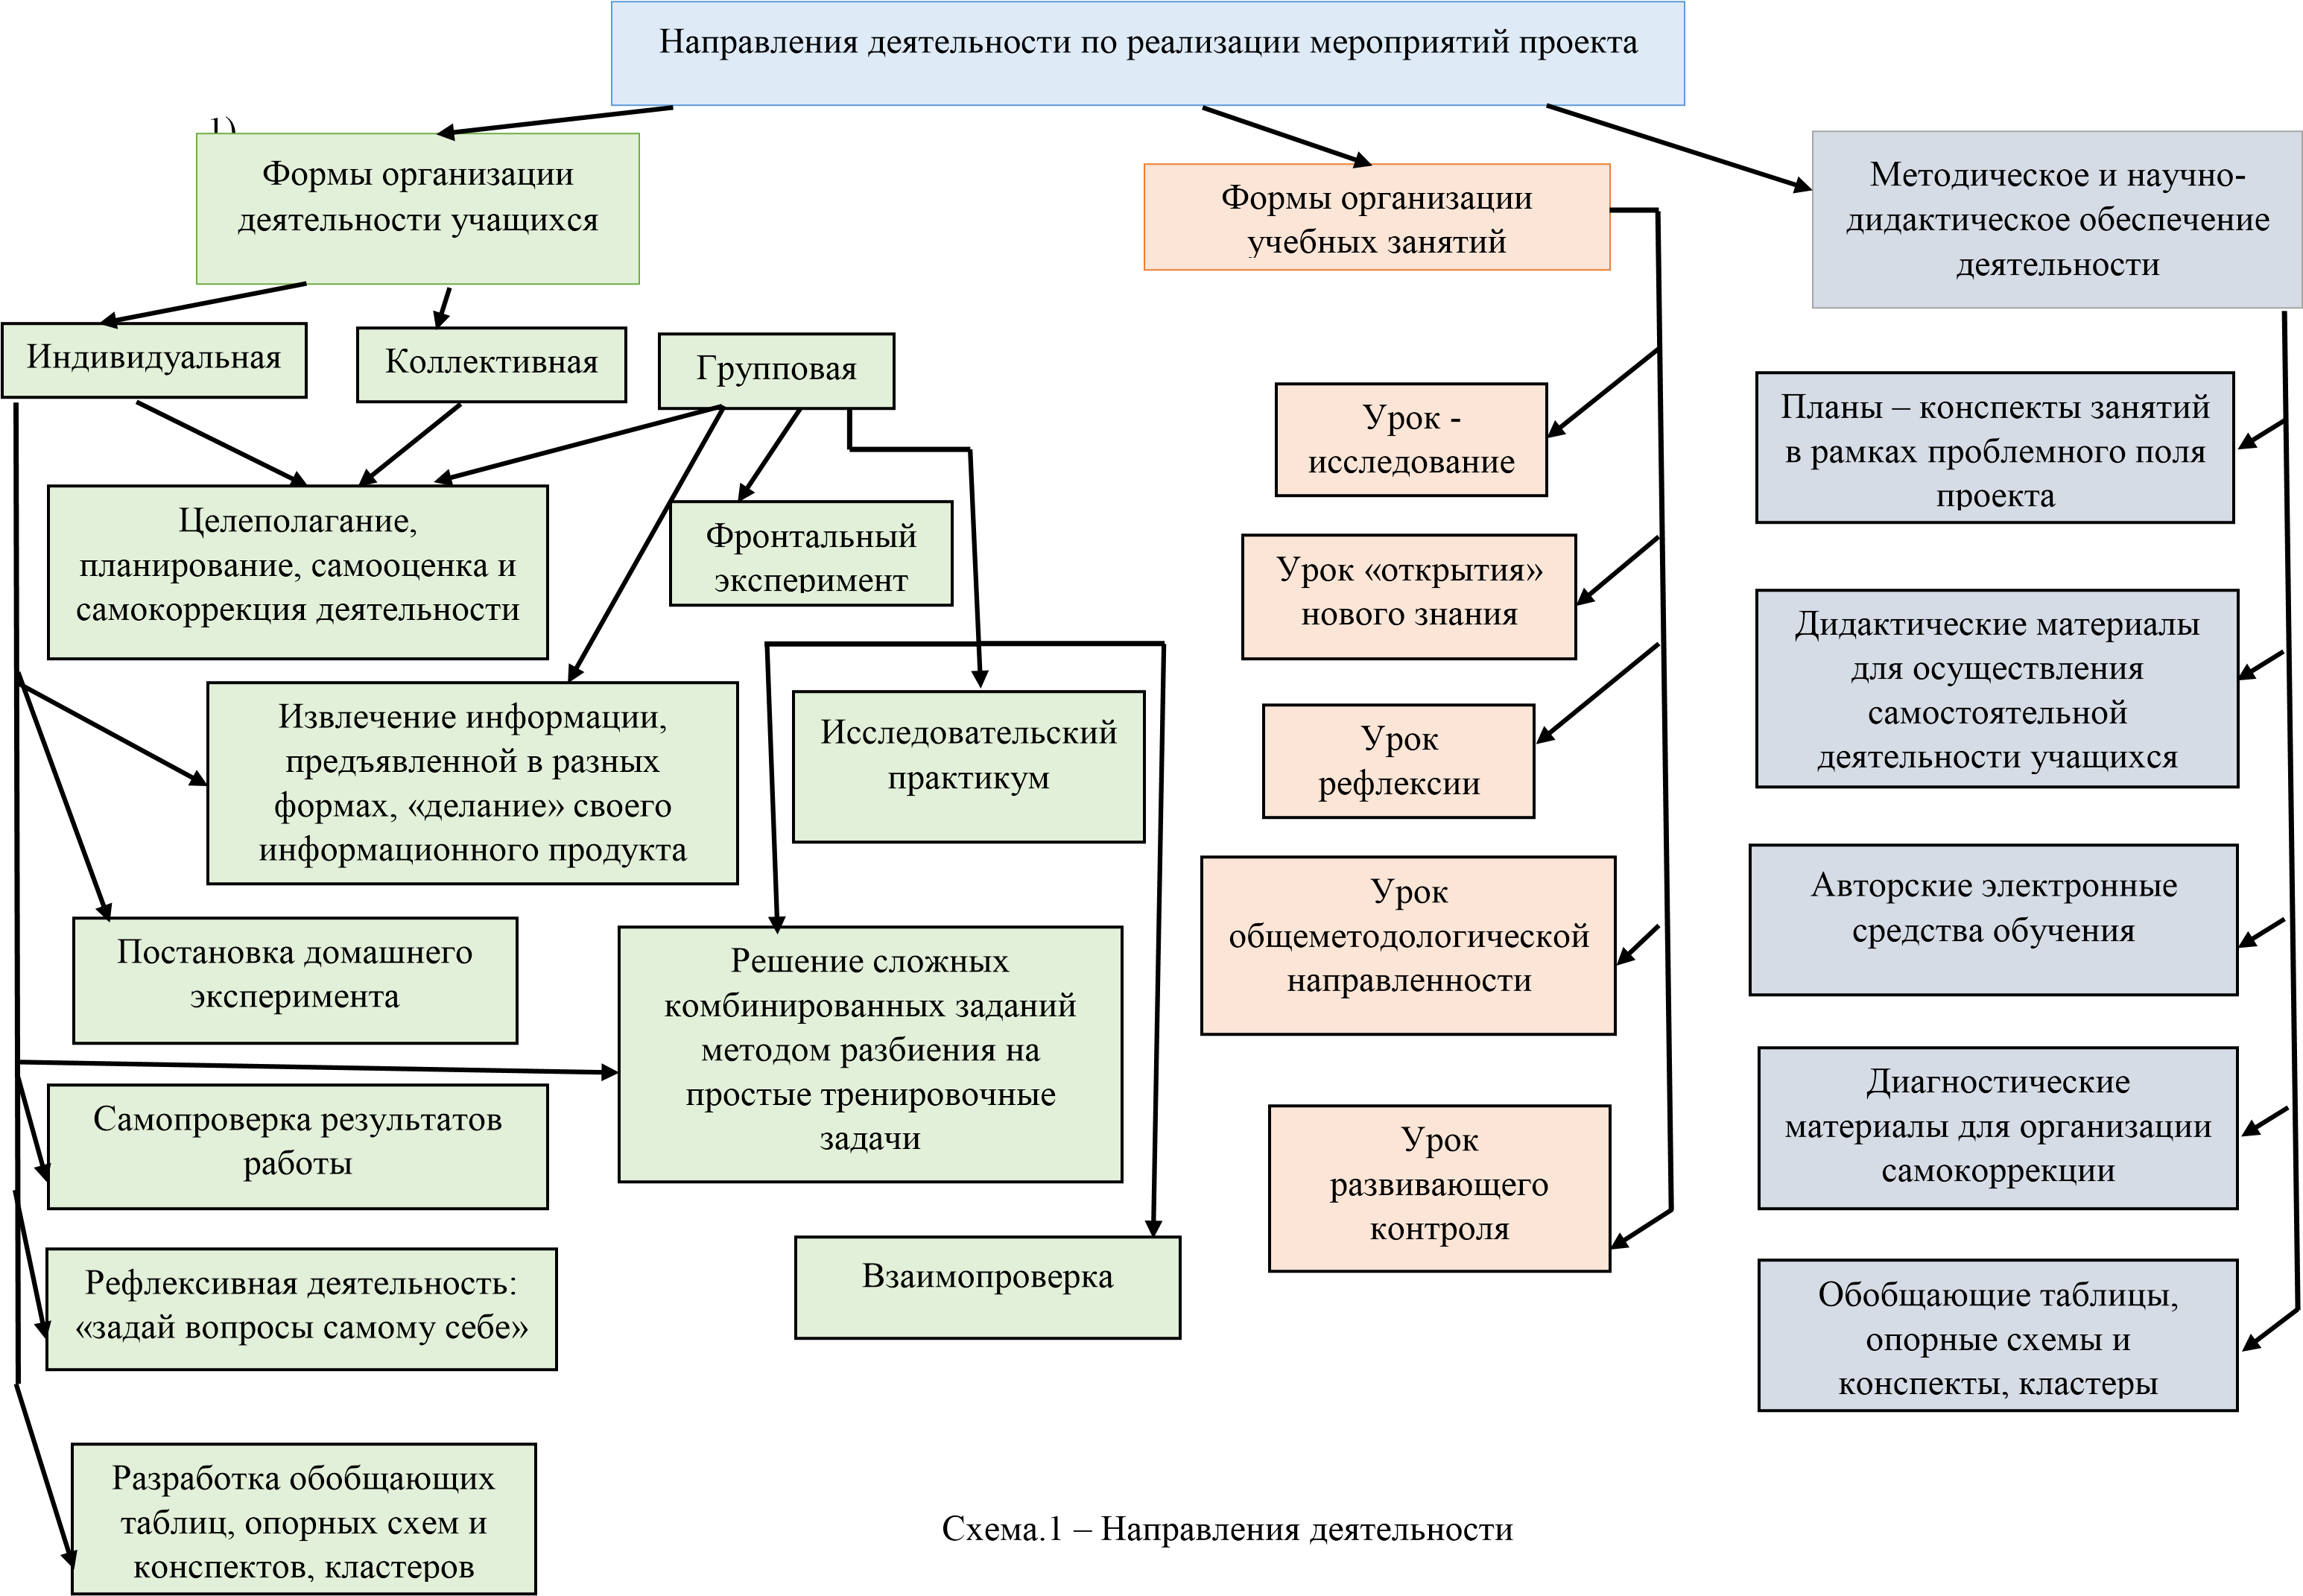 Направления деятельности по реализации мероприятий проекта
1)
Формы организации
деятельности учащихся
Формы организации
учебных занятий
Методическое и научно-
дидактическое обеспечение
деятельности
Индивидуальная
Коллективная
Групповая
Целеполагание,
планирование, самооценка и
самокоррекция деятельности
Фронтальный
эксперимент
Извлечение информации,
предъявленной в разных
формах, «делание» своего
информационного продукта
Исследовательский
практикум
Постановка домашнего
эксперимента
Решение сложных
комбинированных заданий
методом разбиения на
простые тренировочные
задачи
Самопроверка результатов
работы
Рефлексивная деятельность:
«задай вопросы самому себе»
Взаимопроверка
Разработка обобщающих
таблиц, опорных схем и
конспектов, кластеров
Урок -
исследование
Урок «открытия»
нового знания
Урок
рефлексии
Урок
общеметодологической
направленности
Урок
развивающего
контроля
Планы – конспекты занятий
в рамках проблемного поля
проекта
Дидактические материалы
для осуществления
самостоятельной
деятельности учащихся
Авторские электронные
средства обучения
Диагностические
материалы для организации
самокоррекции
Обобщающие таблицы,
опорные схемы и
конспекты, кластеры
Схема.1 – Направления деятельности